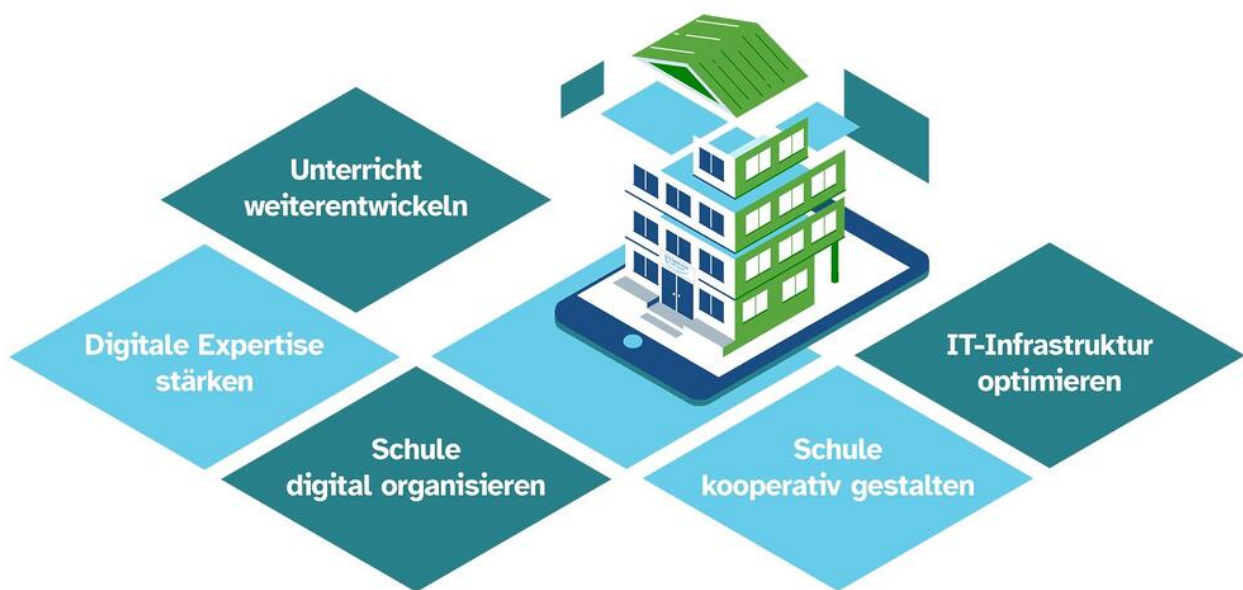 Unterricht
weiterentwickeln
Digitale Expertise
stärken
Schule
digital organisieren
Schule
kooperativ gestalten
IT-Infrastruktur
optimieren